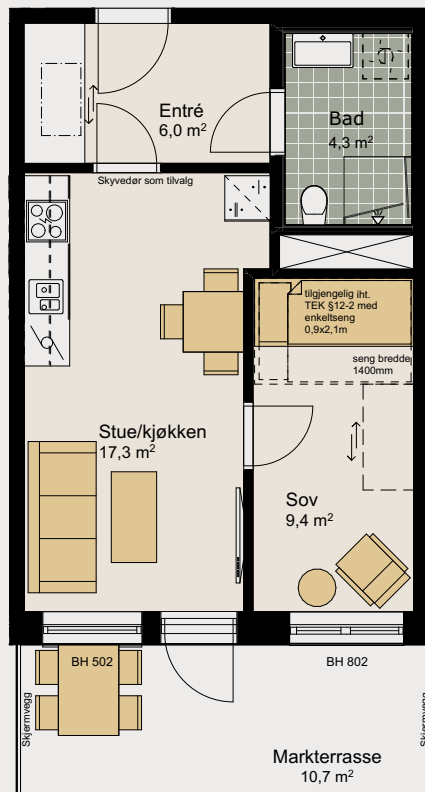 Entré
6,0 m²
Bad
4,3 m²
Skyvedør som tilvalg
tilgjengelig iht.
TEK §12-2 med
enkeltseng
0,9x2,1m
seng bredde
1400mm
Stue/kjøkken
17,3 m²
Sov
9,4 m²
BH 502
BH 802
Skjermvegg
Skjermvegg
Markterrasse
10,7 m²